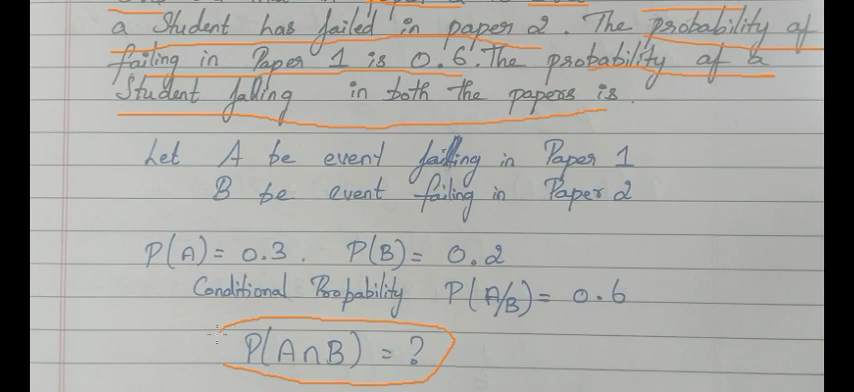 a Student has failed in paper 2. The probability of
failing in Paper 1 is 0.6. The probability of a
Student falling in both the papers is
Let A be event failling in Paper 1
B be event failing in Paper 2
P(A) = 0.3. P(B) = 0.2
Conditional Probability P(A/B) = 0.6
P(A∩B) = ?